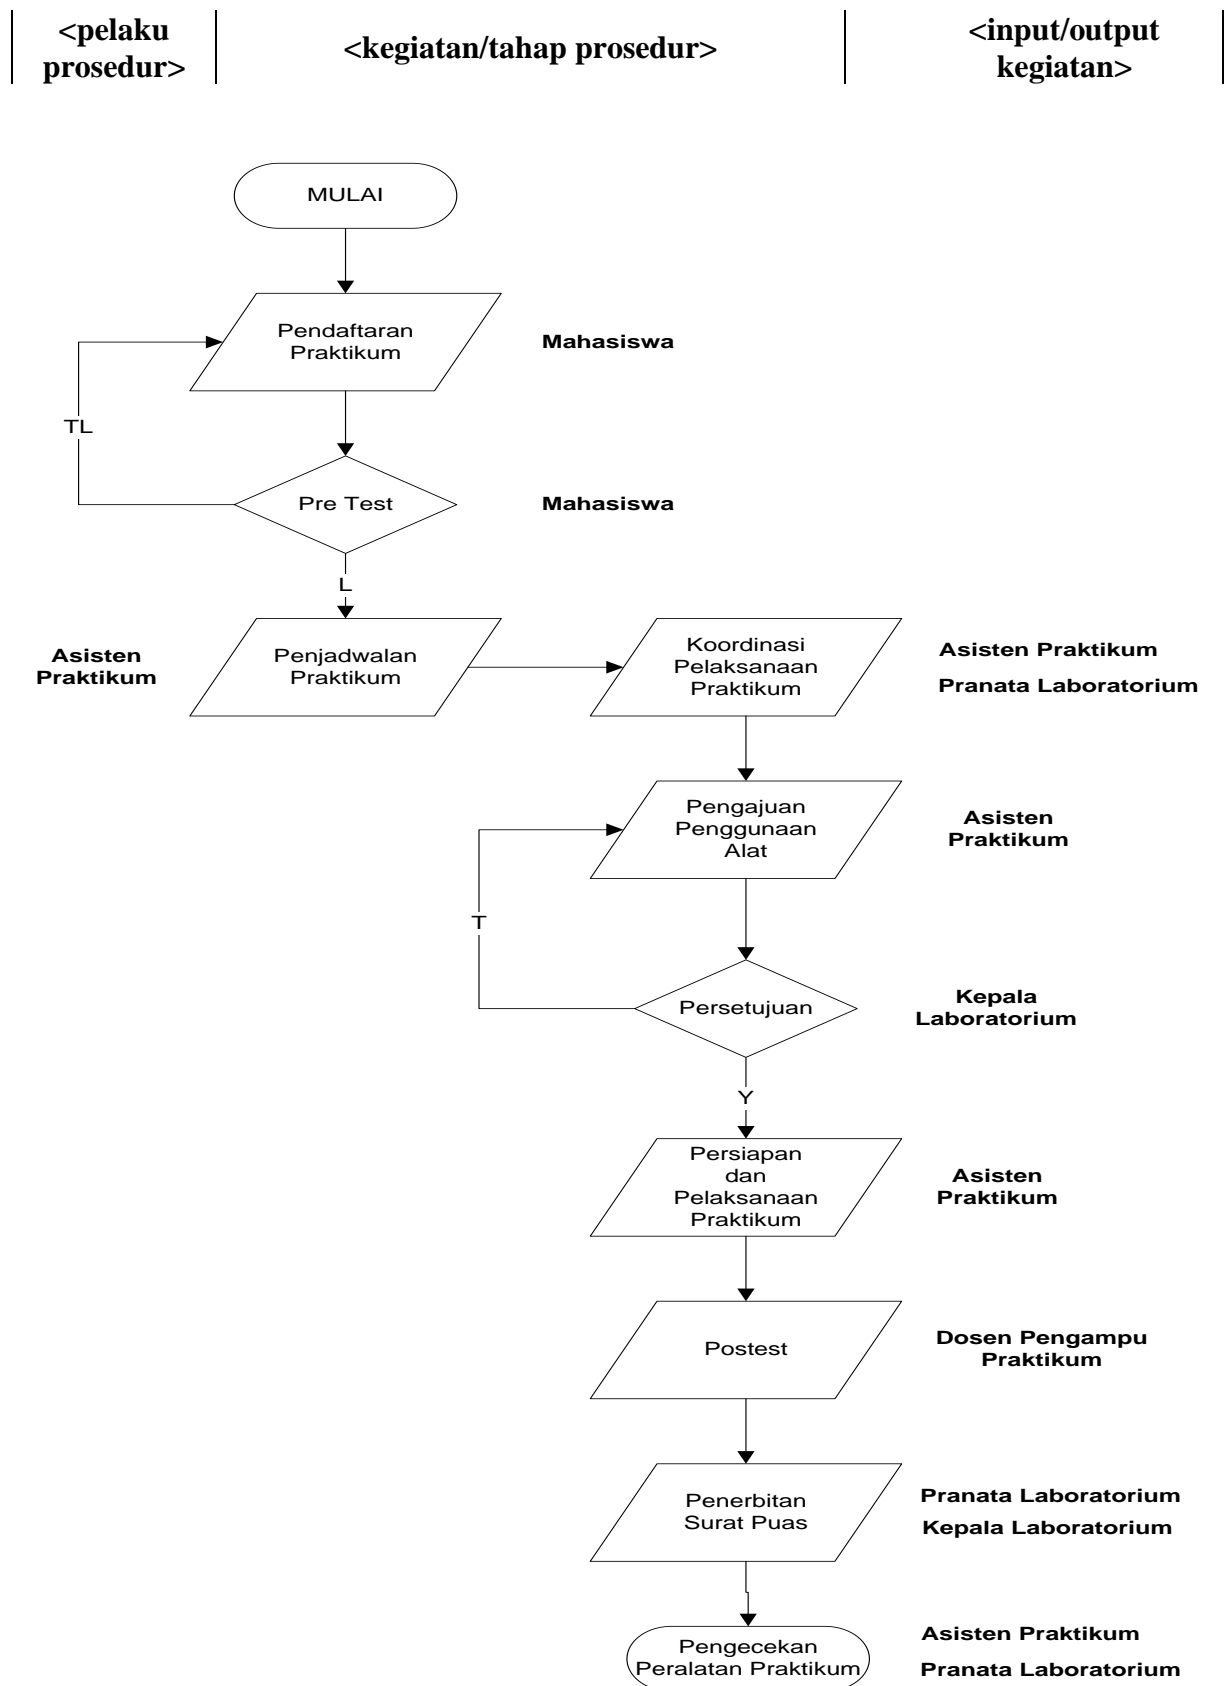 <pelaku
prosedur>
<kegiatan/tahap prosedur>
<input/output
kegiatan>
MULAI
Pendaftaran
Praktikum
Mahasiswa
TL
Pre Test
Mahasiswa
L
Asisten
Praktikum
Penjadwalan
Praktikum
Koordinasi
Pelaksanaan
Praktikum
Asisten Praktikum
Pranata Laboratorium
Pengajuan
Penggunaan
Alat
Asisten
Praktikum
T
Persetujuan
Kepala
Laboratorium
Y
Persiapan
dan
Pelaksanaan
Praktikum
Asisten
Praktikum
Postest
Dosen Pengampu
Praktikum
Penerbitan
Surat Puas
Pranata Laboratorium
Kepala Laboratorium
Pengecekan
Peralatan Praktikum
Asisten Praktikum
Pranata Laboratorium